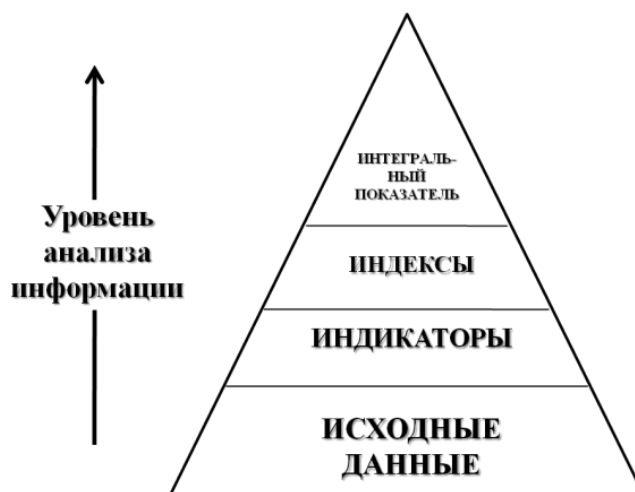 Уровень
анализа
информации
ИНТЕГРАЛЬ-
НЫЙ
ПОКАЗАТЕЛЬ
ИНДЕКСЫ
ИНДИКАТОРЫ
ИСХОДНЫЕ
ДАННЫЕ